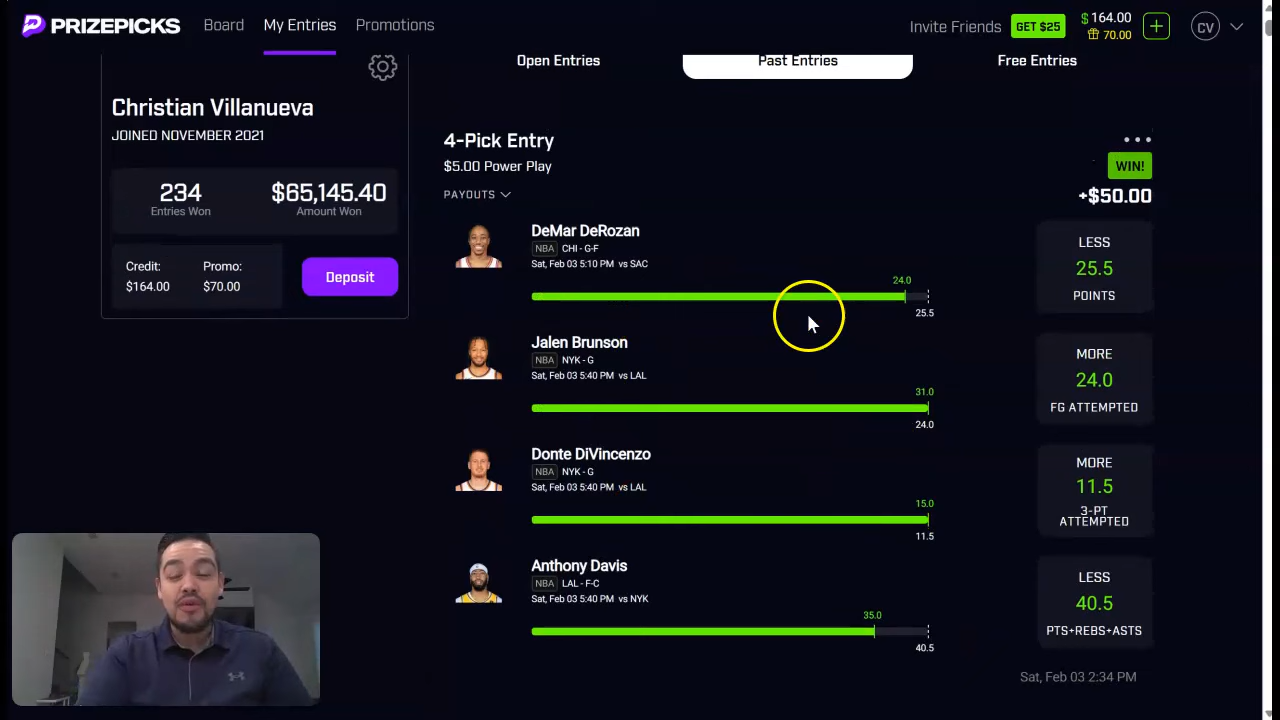 PRIZEPICKS
Board
My Entries
Promotions
Invite Friends
GET $25
$ 164.00
70.00
+
CV
Open Entries
Past Entries
Free Entries
Christian Villanueva
JOINED NOVEMBER 2021
234
Entries Won
$65,145.40
Amount Won
Credit:
$164.00
Promo:
$70.00
Deposit
4-Pick Entry
$5.00 Power Play
PAYOUTS
WIN!
+$50.00
DeMar DeRozan
NBA CHI - G-F
Sat, Feb 03 5:10 PM vs SAC
24.0
25.5
LESS
25.5
POINTS
Jalen Brunson
NBA NYK - G
Sat, Feb 03 5:40 PM vs LAL
31.0
24.0
MORE
24.0
FG ATTEMPTED
Donte DiVincenzo
NBA NYK - G
Sat, Feb 03 5:40 PM vs LAL
15.0
11.5
MORE
11.5
3-PT
ATTEMPTED
Anthony Davis
NBA LAL - F-C
Sat, Feb 03 5:40 PM vs NYK
35.0
40.5
LESS
40.5
PTS+REBS+ASTS
Sat, Feb 03 2:34 PM